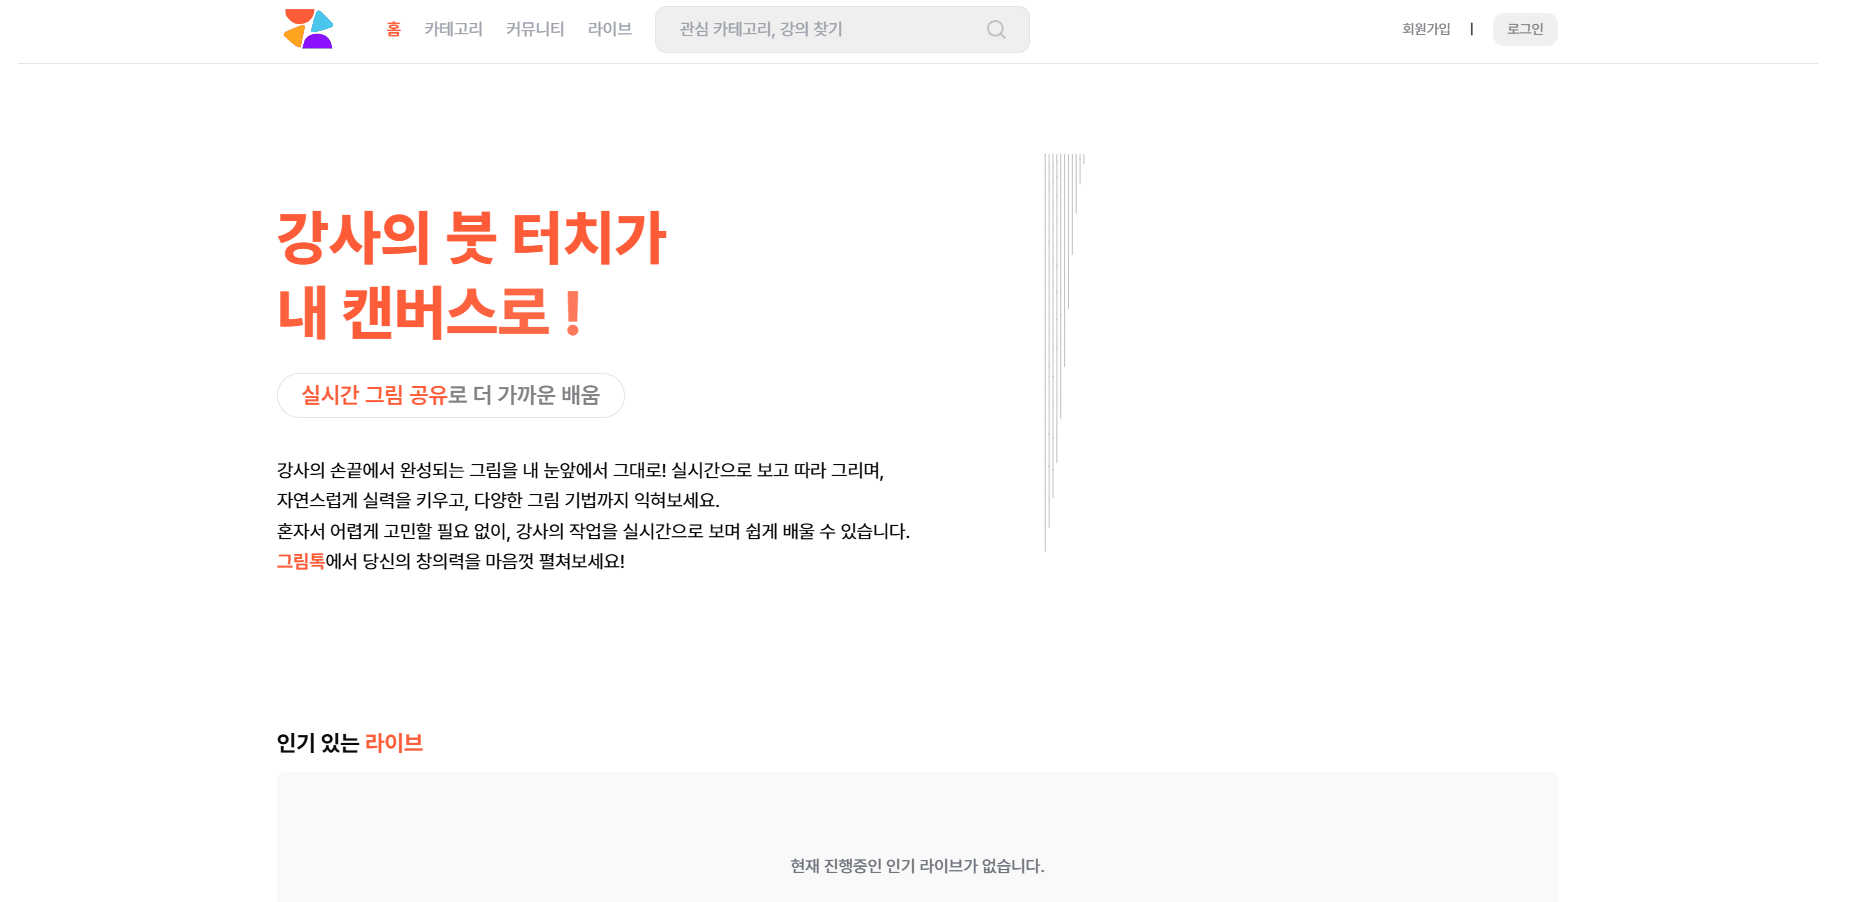 홈 카테고리 커뮤니티 라이브 관심 카테고리, 강의 찾기 회원가입 | 로그인
강사의 붓 터치가
내 캔버스로 !
실시간 그림 공유로 더 가까운 배움
강사의 손끝에서 완성되는 그림을 내 눈앞에서 그대로! 실시간으로 보고 따라 그리며,
자연스럽게 실력을 키우고, 다양한 그림 기법까지 익혀보세요.
혼자서 어렵게 고민할 필요 없이, 강사의 작업을 실시간으로 보며 쉽게 배울 수 있습니다.
그림톡에서 당신의 창의력을 마음껏 펼쳐보세요!
인기 있는 라이브
현재 진행중인 인기 라이브가 없습니다.